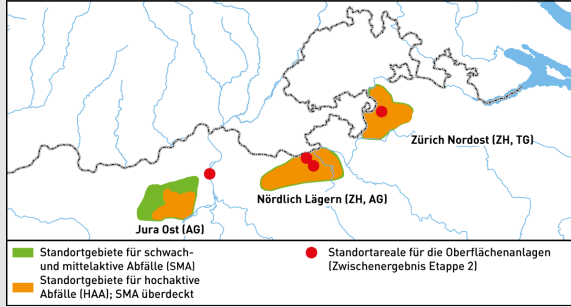 Zürich Nordost (ZH, TG)
Nördlich Lägern (ZH, AG)
Jura Ost (AG)
Standortgebiete für schwach-
und mittelaktive Abfälle (SMA)
Standortgebiete für hochaktive
Abfälle (HAA); SMA überdeckt
Standortareale für die Oberflächenanlagen
(Zwischenergebnis Etappe 2)